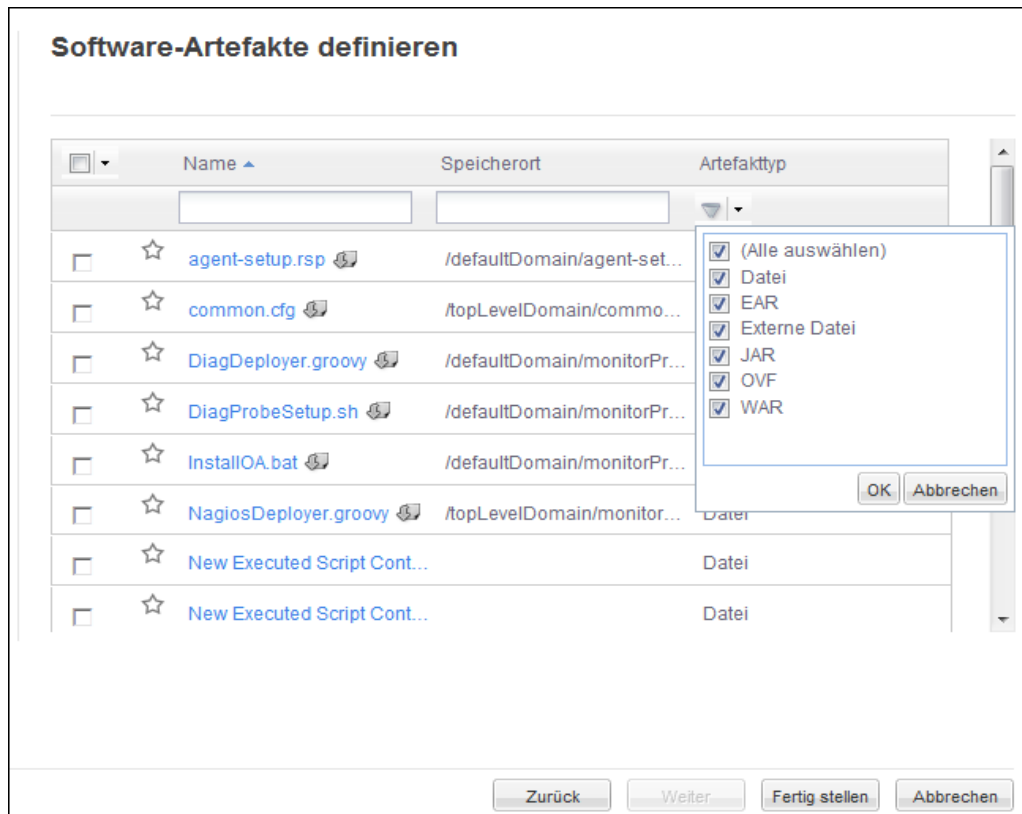 Software-Artefakte definieren
Name Speicherort Artefakttyp
(Alle auswählen)
Datei
EAR
Externe Datei
JAR
OVF
WAR
OK Abbrechen
agent-setup.rsp /defaultDomain/agent-set...
common.cfg /topLevelDomain/commo...
DiagDeployer.groovy /defaultDomain/monitorPr...
DiagProbeSetup.sh /defaultDomain/monitorPr...
InstallOA.bat /defaultDomain/monitorPr...
NagiosDeployer.groovy /topLevelDomain/monitor... Datei
New Executed Script Cont... Datei
New Executed Script Cont... Datei
Zurück Weiter Fertig stellen Abbrechen